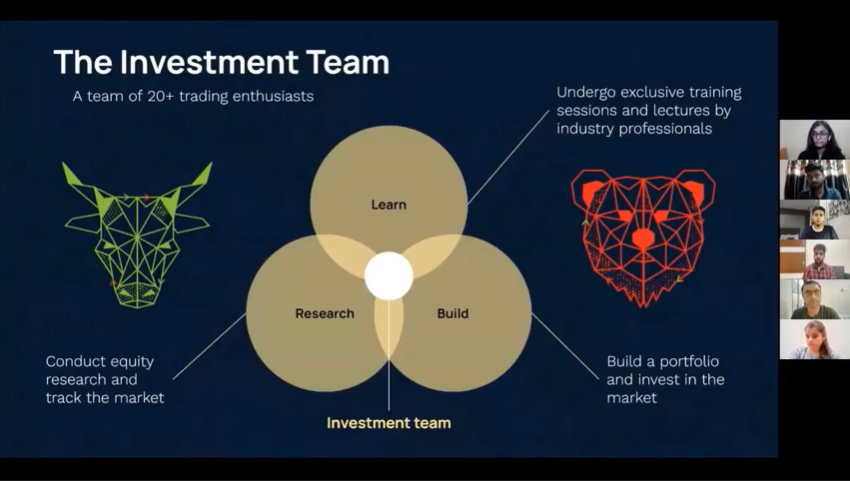 The Investment Team
A team of 20+ trading enthusiasts
Undergo exclusive training
sessions and lectures by
industry professionals
Learn
Research
Build
Conduct equity
research and
track the market
Build a portfolio
and invest in the
market
Investment team